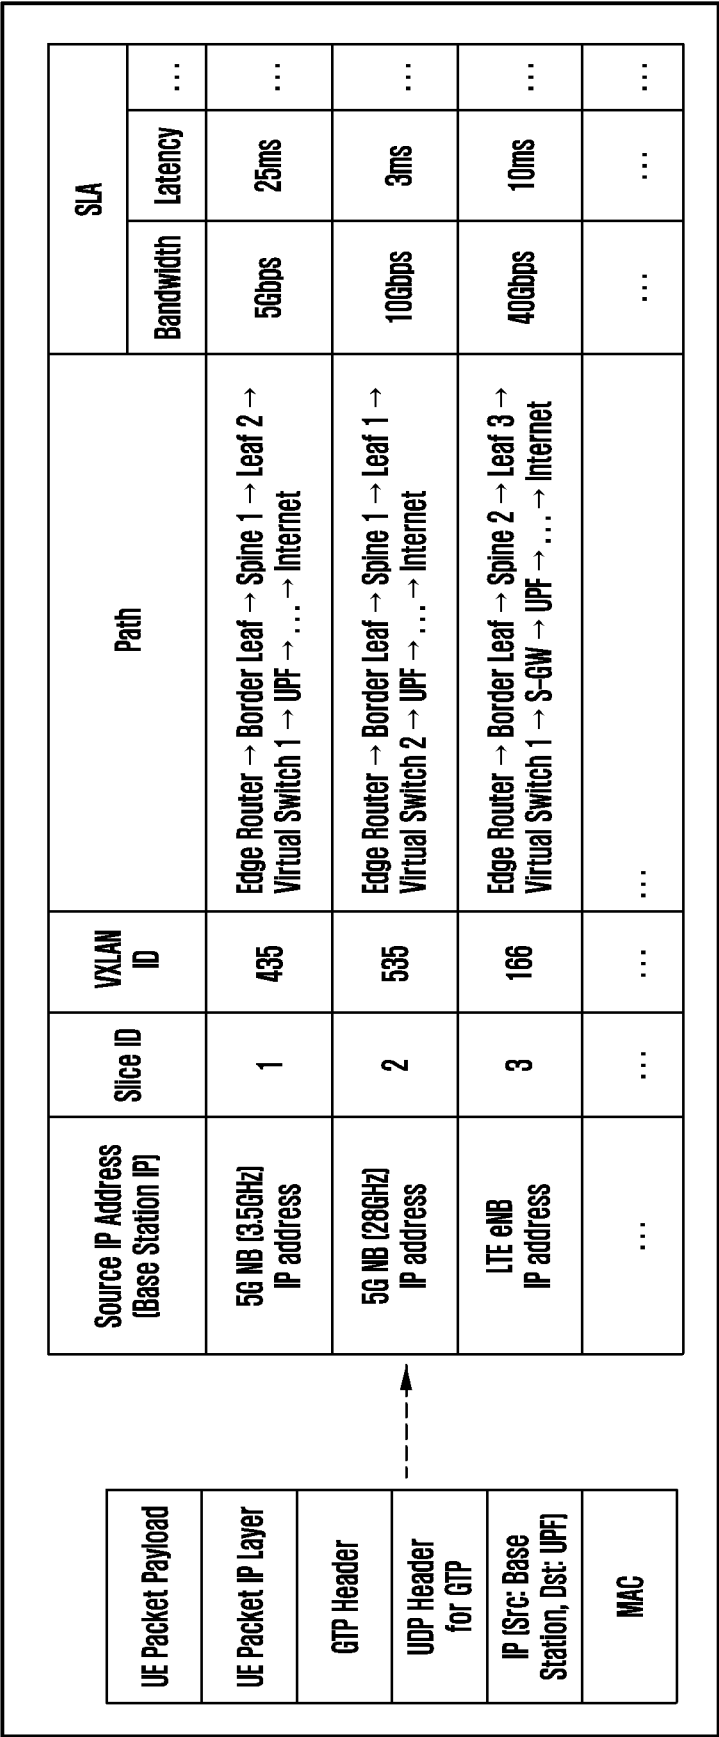 UE Packet Payload
UE Packet IP Layer
GTP Header
UDP Header
for GTP
IP (Src: Base
Station, Dst: UPF)
MAC
Source IP Address
(Base Station IP)
Slice ID
VXLAN
ID
Path
SLA
Bandwidth
Latency
...
5G NB (3.5GHz)
IP address
1
435
Edge Router → Border Leaf → Spine 1 → Leaf 2 →
Virtual Switch 1 → UPF → ... → Internet
5Gbps
25ms
...
5G NB (28GHz)
IP address
2
535
Edge Router → Border Leaf → Spine 1 → Leaf 1 →
Virtual Switch 2 → UPF → ... → Internet
10Gbps
3ms
...
LTE eNB
IP address
3
166
Edge Router → Border Leaf → Spine 2 → Leaf 3 →
Virtual Switch 1 → S-GW → UPF → ... → Internet
40Gbps
10ms
...
...
...
...
...
...
...
...